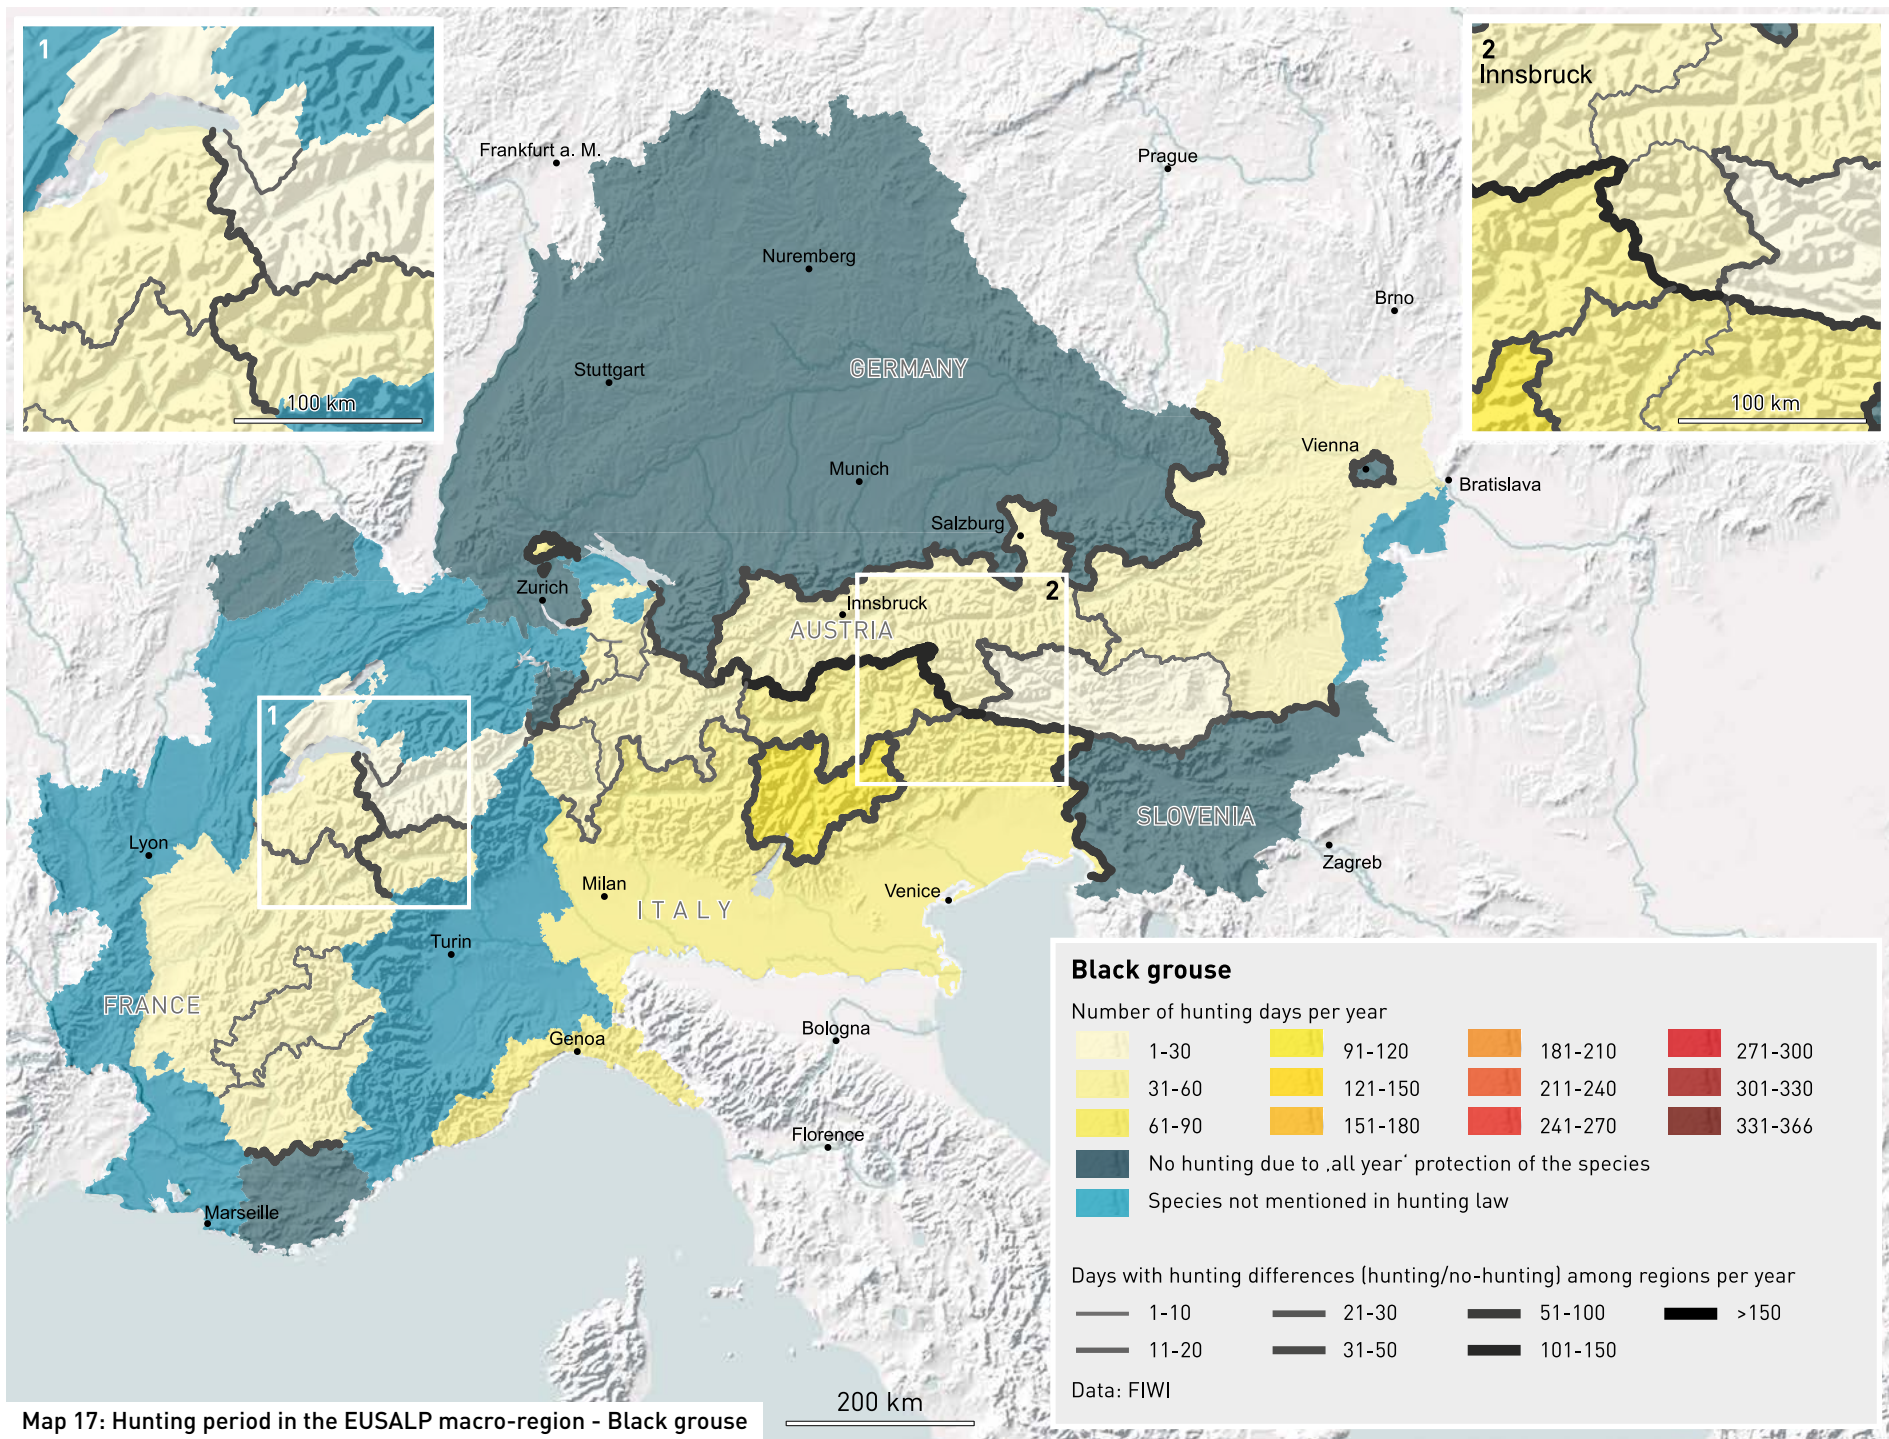 1
100 km
2
Innsbruck
100 km
Frankfurt a. M.
Prague
Nuremberg
Brno
GERMANY
Stuttgart
Vienna
Munich
Bratislava
Salzburg
Zurich
2
Innsbruck
AUSTRIA
1
SLOVENIA
Lyon
Zagreb
Milan
Venice
ITALY
Turin
FRANCE
Genoa
Bologna
Florence
Marseille
Black grouse
Number of hunting days per year
1-30 91-120 181-210 271-300
31-60 121-150 211-240 301-330
61-90 151-180 241-270 331-366
No hunting due to ‚all year‘ protection of the species
Species not mentioned in hunting law
Days with hunting differences (hunting/no-hunting) among regions per year
1-10 21-30 51-100 >150
11-20 31-50 101-150
Data: FIWI
200 km
Map 17: Hunting period in the EUSALP macro-region - Black grouse